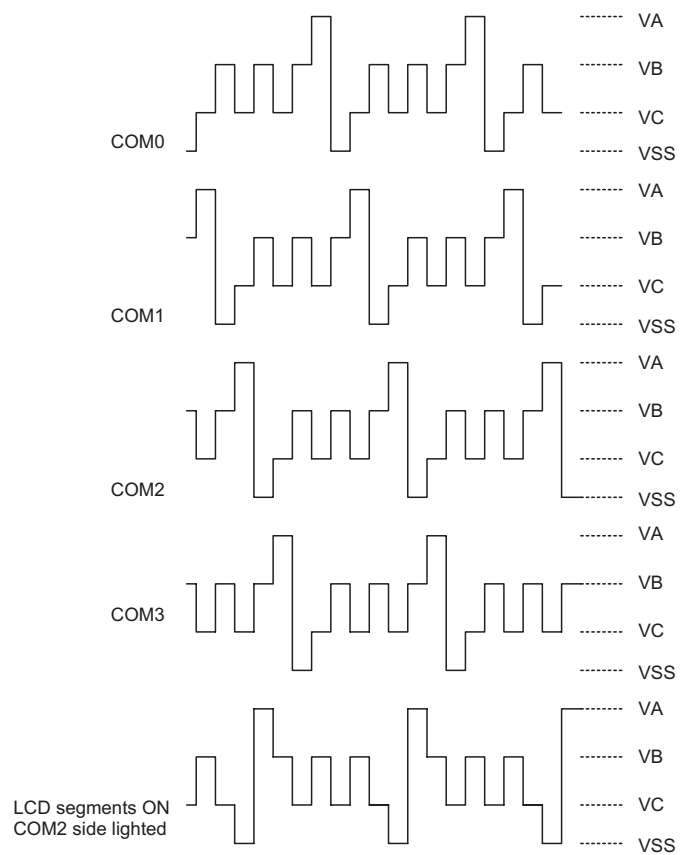 VA
VB
VC
COM0
VSS
VA
VB
VC
COM1
VSS
VA
VB
VC
COM2
VSS
VA
VB
COM3
VC
VSS
VA
VB
LCD segments ON
VC
COM2 side lighted
VSS